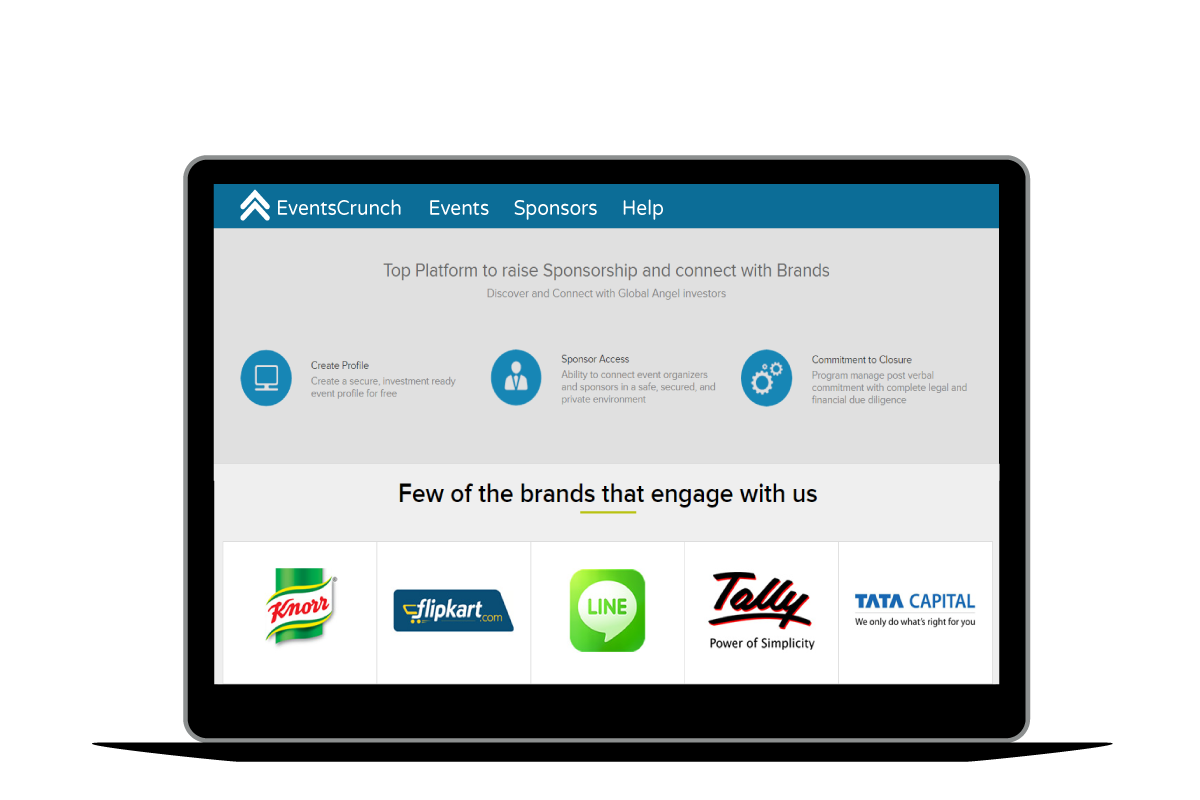 EventsCrunch Events Sponsors Help
Top Platform to raise Sponsorship and connect with Brands
Discover and Connect with Global Angel investors
Create Profile
Create a secure, investment ready
event profile for free
Sponsor Access
Ability to connect event organizers
and sponsors in a safe, secured, and
private environment
Commitment to Closure
Program manage post verbal
commitment with complete legal and
financial due diligence
Few of the brands that engage with us
Knorr ®
flipkart.com
LINE
Tally
Power of Simplicity
TATA CAPITAL
We only do what's right for you